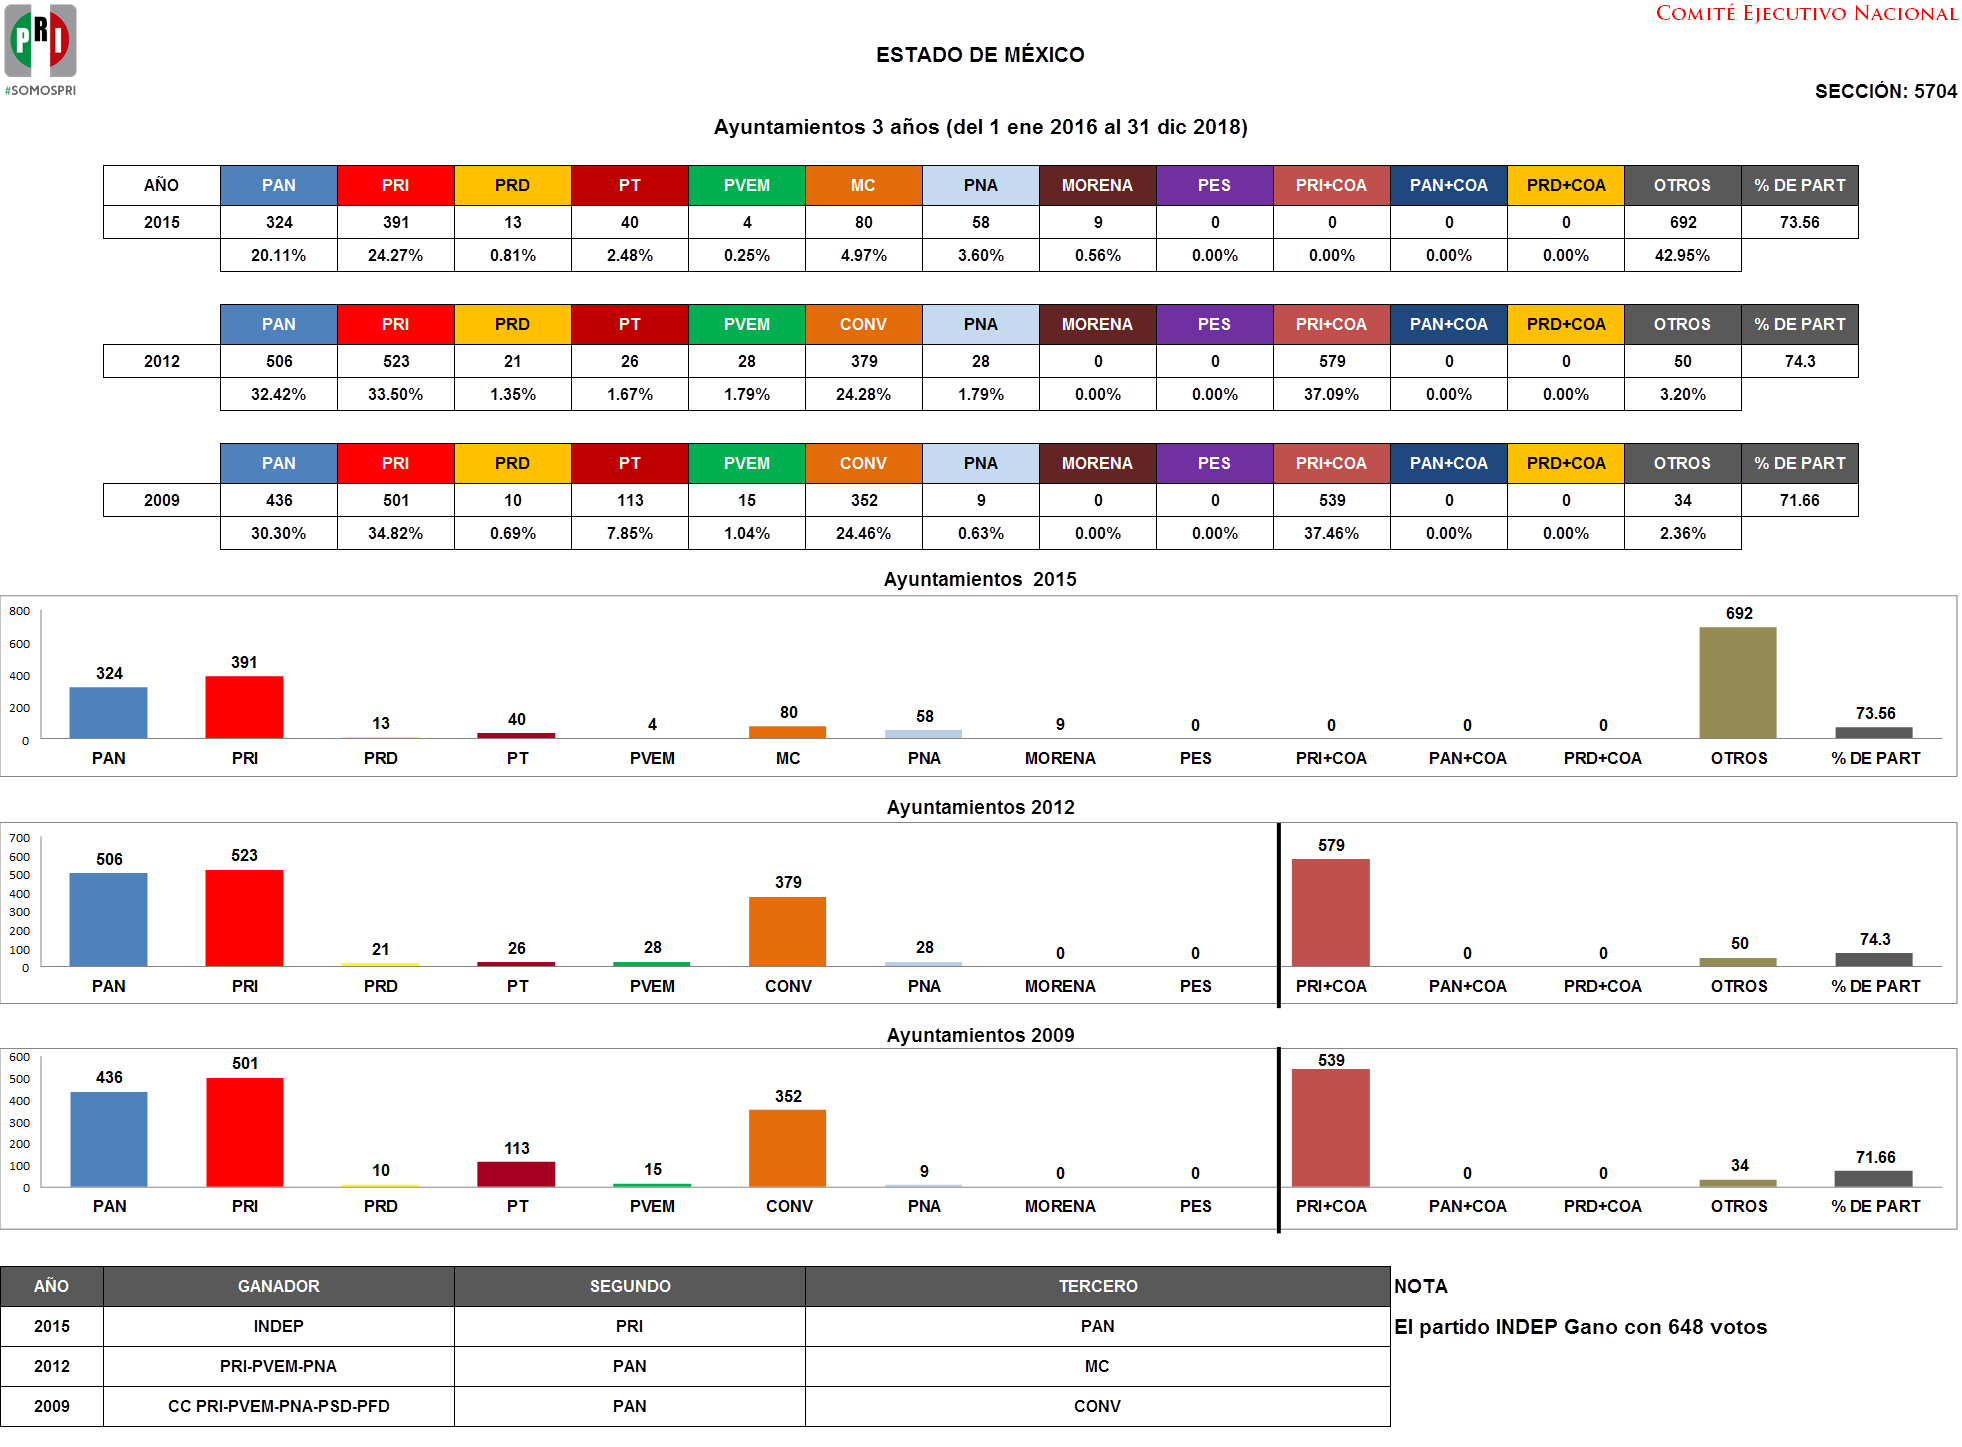 PRI
#SOMOSPRI
COMITÉ EJECUTIVO NACIONAL
ESTADO DE MÉXICO
SECCIÓN: 5704
Ayuntamientos 3 años (del 1 ene 2016 al 31 dic 2018)
AÑO PAN PRI PRD PT PVEM MC PNA MORENA PES PRI+COA PAN+COA PRD+COA OTROS % DE PART
2015 324 391 13 40 4 80 58 9 0 0 0 0 692 73.56
20.11% 24.27% 0.81% 2.48% 0.25% 4.97% 3.60% 0.56% 0.00% 0.00% 0.00% 0.00% 42.95%
PAN PRI PRD PT PVEM CONV PNA MORENA PES PRI+COA PAN+COA PRD+COA OTROS % DE PART
2012 506 523 21 26 28 379 28 0 0 579 0 0 50 74.3
32.42% 33.50% 1.35% 1.67% 1.79% 24.28% 1.79% 0.00% 0.00% 37.09% 0.00% 0.00% 3.20%
PAN PRI PRD PT PVEM CONV PNA MORENA PES PRI+COA PAN+COA PRD+COA OTROS % DE PART
2009 436 501 10 113 15 352 9 0 0 539 0 0 34 71.66
30.30% 34.82% 0.69% 7.85% 1.04% 24.46% 0.63% 0.00% 0.00% 37.46% 0.00% 0.00% 2.36%
Ayuntamientos 2015
800
600
400
200
0
324 391 13 40 4 80 58 9 0 0 0 0 692 73.56
PAN PRI PRD PT PVEM MC PNA MORENA PES PRI+COA PAN+COA PRD+COA OTROS % DE PART
Ayuntamientos 2012
700
600
500
400
300
200
100
0
506 523 21 26 28 379 28 0 0 579 0 0 50 74.3
PAN PRI PRD PT PVEM CONV PNA MORENA PES PRI+COA PAN+COA PRD+COA OTROS % DE PART
Ayuntamientos 2009
600
500
400
300
200
100
0
436 501 10 113 15 352 9 0 0 539 0 0 34 71.66
PAN PRI PRD PT PVEM CONV PNA MORENA PES PRI+COA PAN+COA PRD+COA OTROS % DE PART
AÑO GANADOR SEGUNDO TERCERO NOTA
2015 INDEP PRI PAN El partido INDEP Gano con 648 votos
2012 PRI-PVEM-PNA PAN MC
2009 CC PRI-PVEM-PNA-PSD-PFD PAN CONV